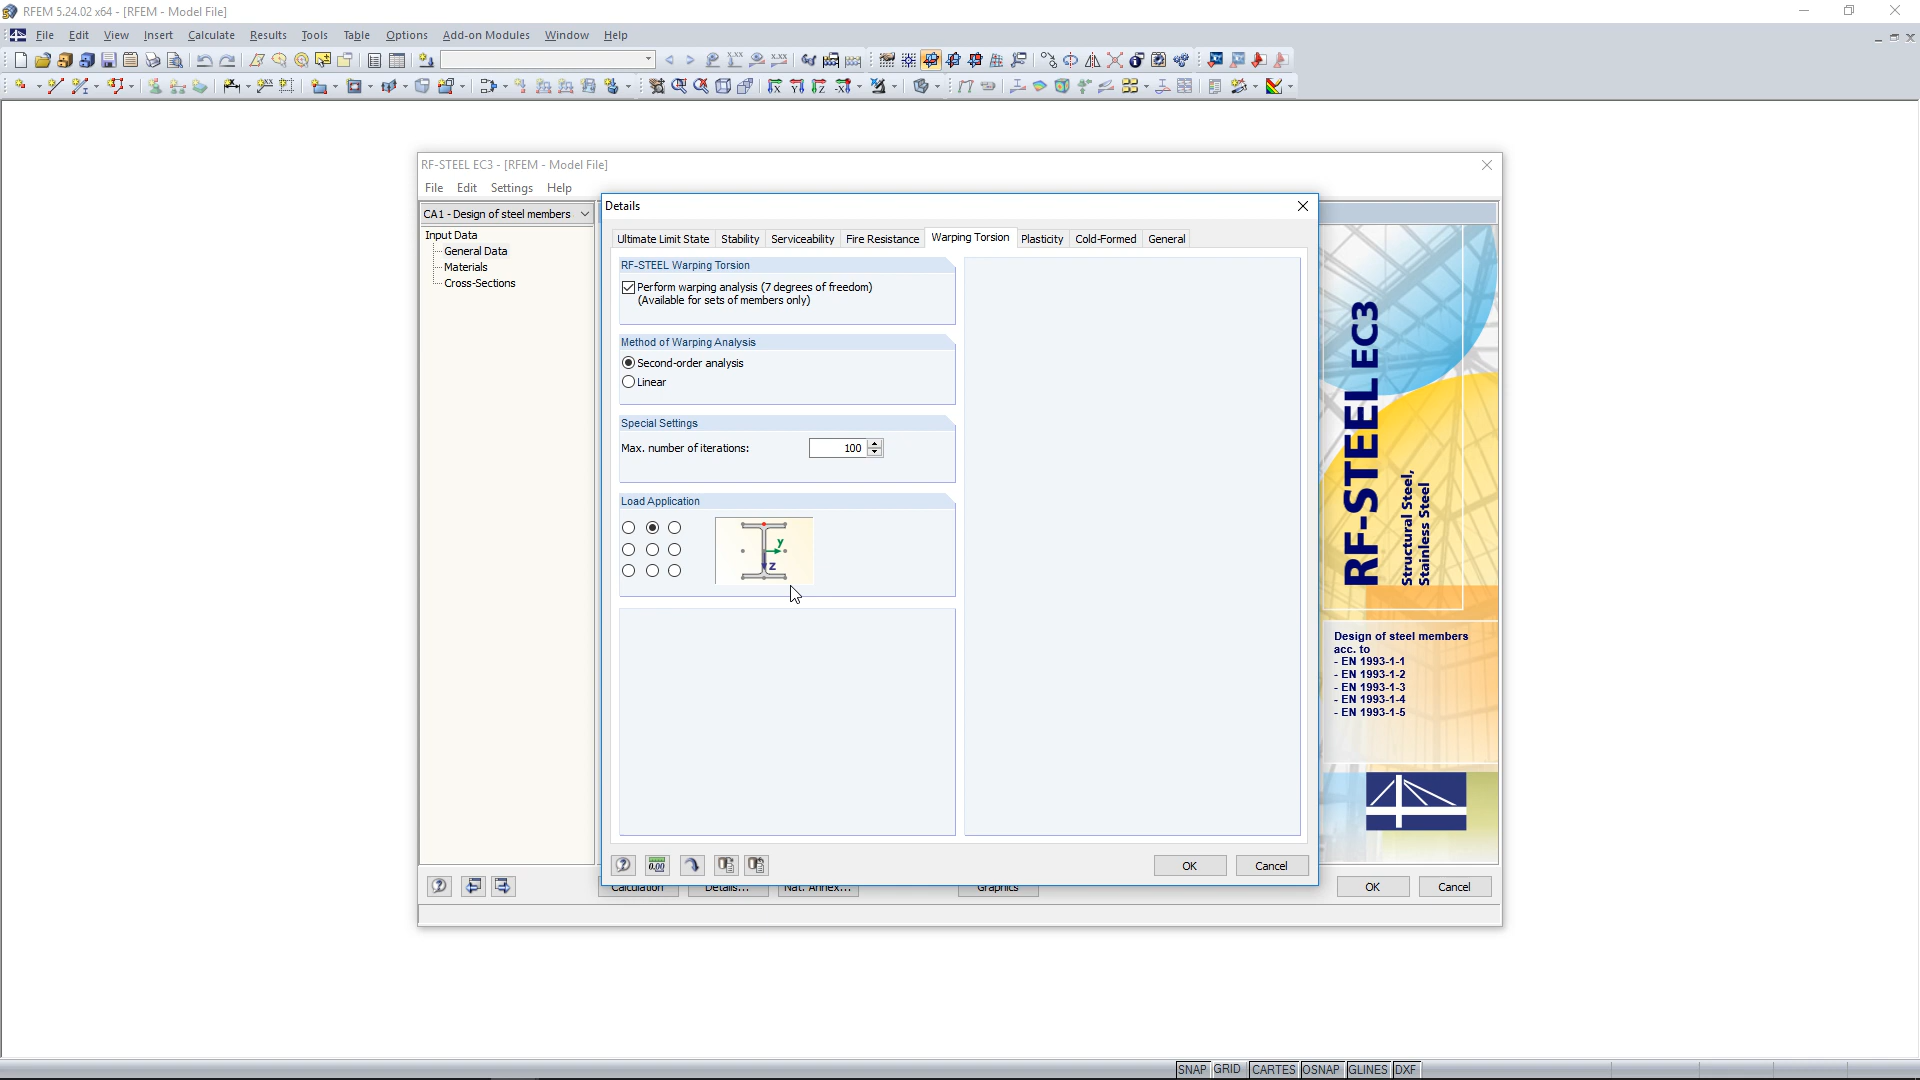 RFEM 5.24.02 x64 - [RFEM - Model File]
File Edit View Insert Calculate Results Tools Table Options Add-on Modules Window Help
RF-STEEL EC3 - [RFEM - Model File]
File Edit Settings Help
CA1 - Design of steel members
Input Data
General Data
Materials
Cross-Sections
Details
Ultimate Limit State Stability Serviceability Fire Resistance Warping Torsion Plasticity Cold-Formed General
RF-STEEL Warping Torsion
Perform warping analysis (7 degrees of freedom)
(Available for sets of members only)
Method of Warping Analysis
Second-order analysis
Linear
Special Settings
Max. number of iterations: 100
Load Application
y
z
OK Cancel
RF-STEEL EC3
Structural Steel,
Stainless Steel
Design of steel members
acc. to
- EN 1993-1-1
- EN 1993-1-2
- EN 1993-1-3
- EN 1993-1-4
- EN 1993-1-5
Calculation Details... Nat. Annex... Graphics OK Cancel
SNAP GRID CARTES OSNAP GLINES DXF